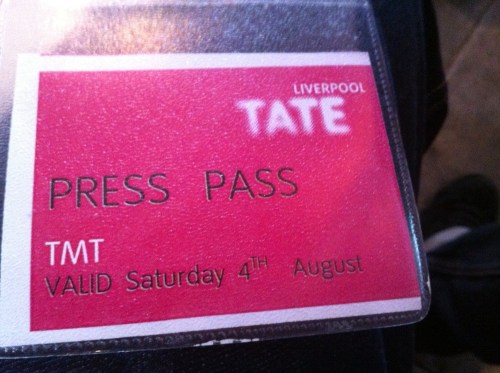 LIVERPOOL
TATE
PRESS PASS
TMT
VALID Saturday 4TH August